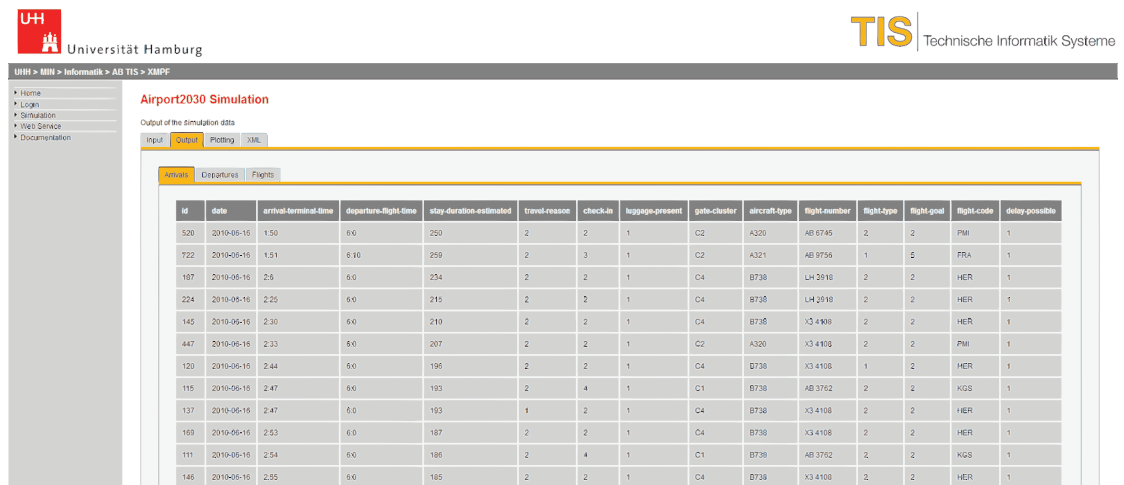 UHH
Universität Hamburg
TIS Technische Informatik Systeme
UHH > MIN > Informatik > AB TIS > XMPF
Home
Login
Simulation
Web Service
Documentation
Airport2030 Simulation
Output of the simulation data
Input Output Plotting XML
Arrivals Departures Flights
id date arrival-terminal-time departure-flight-time stay-duration-estimated travel-reason check-in luggage-present gate-cluster aircraft-type flight-number flight-type flight-goal flight-code delay-possible
520 2010-06-16 1:50 6:0 250 2 2 1 C2 A320 AB 6745 2 2 PMI 1
722 2010-06-16 1:51 6:10 259 2 3 1 C2 A321 AB 9756 1 5 FRA 1
187 2010-06-16 2:6 6:0 234 2 2 1 C4 B738 LH 3918 2 2 HER 1
224 2010-06-16 2:25 6:0 215 2 2 1 C4 B738 LH 3918 2 2 HER 1
145 2010-06-16 2:30 6:0 210 2 2 1 C4 B738 X3 4108 2 2 HER 1
447 2010-06-16 2:33 6:0 207 2 2 1 C2 A320 X3 4108 2 2 PMI 1
120 2010-06-16 2:44 6:0 196 2 2 1 C4 B738 X3 4108 1 2 HER 1
115 2010-06-16 2:47 6:0 193 2 4 1 C1 B738 AB 3762 2 2 KGS 1
137 2010-06-16 2:47 6:0 193 1 2 1 C4 B738 X3 4108 2 2 HER 1
169 2010-06-16 2:53 6:0 187 2 2 1 C4 B738 X3 4108 2 2 HER 1
111 2010-06-16 2:54 6:0 186 2 4 1 C1 B738 AB 3762 2 2 KGS 1
146 2010-06-16 2:55 6:0 185 2 2 1 C4 B738 X3 4108 2 2 HER 1